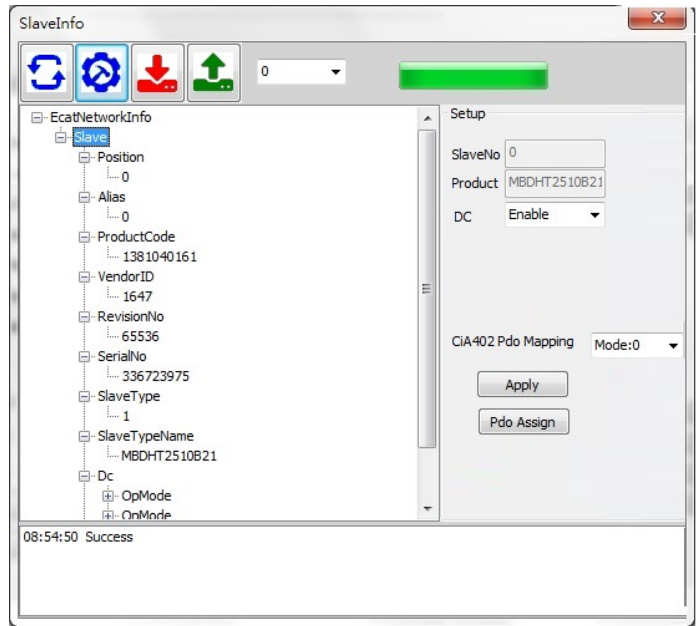 SlaveInfo
0
EcatNetworkInfo
Slave
Position
0
Alias
0
ProductCode
1381040161
VendorID
1647
RevisionNo
65536
SerialNo
336723975
SlaveType
1
SlaveTypeName
MBDHT2510B21
Dc
OpMode
OpMode
Setup
SlaveNo 0
Product MBDHT2510B21
DC Enable
CiA402 Pdo Mapping Mode:0
Apply
Pdo Assign
08:54:50 Success